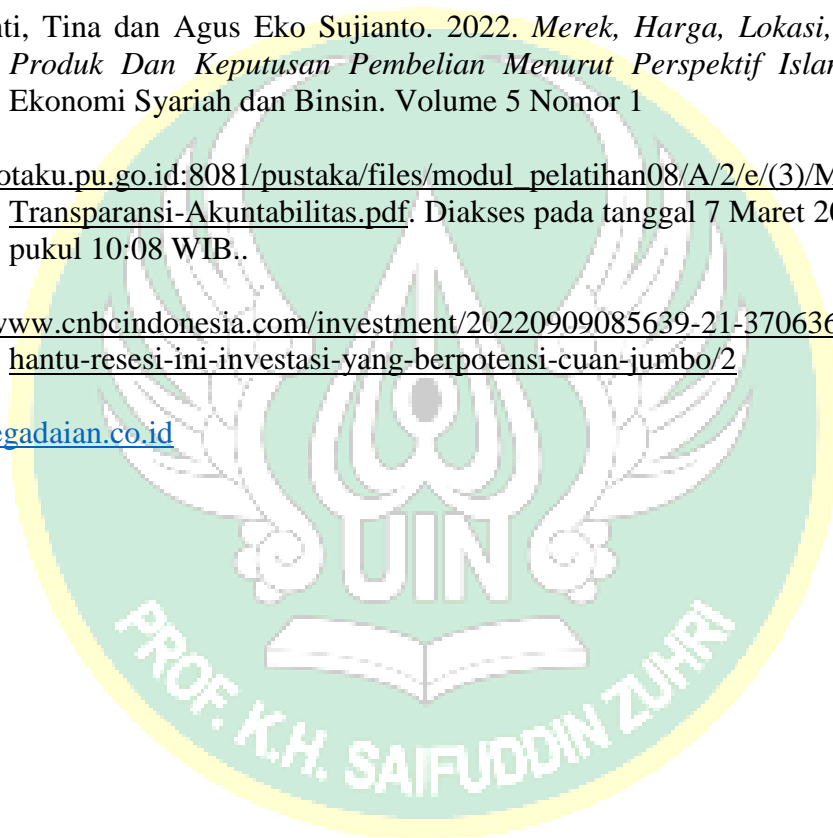 nti, Tina dan Agus Eko Sujianto. 2022. Merek, Harga, Lokasi,
Produk Dan Keputusan Pembelian Menurut Perspektif Islam
Ekonomi Syariah dan Binsin. Volume 5 Nomor 1
otaku.pu.go.id:8081/pustaka/files/modul_pelatihan08/A/2/e/(3)/M
Transparansi-Akuntabilitas.pdf. Diakses pada tanggal 7 Maret 20
pukul 10:08 WIB..
www.cnbcindonesia.com/investment/20220909085639-21-370636
hantu-resesi-ini-investasi-yang-berpotensi-cuan-jumbo/2
egadaian.co.id
UIN
PROF. K.H. SAIFUDDIN ZUHRI